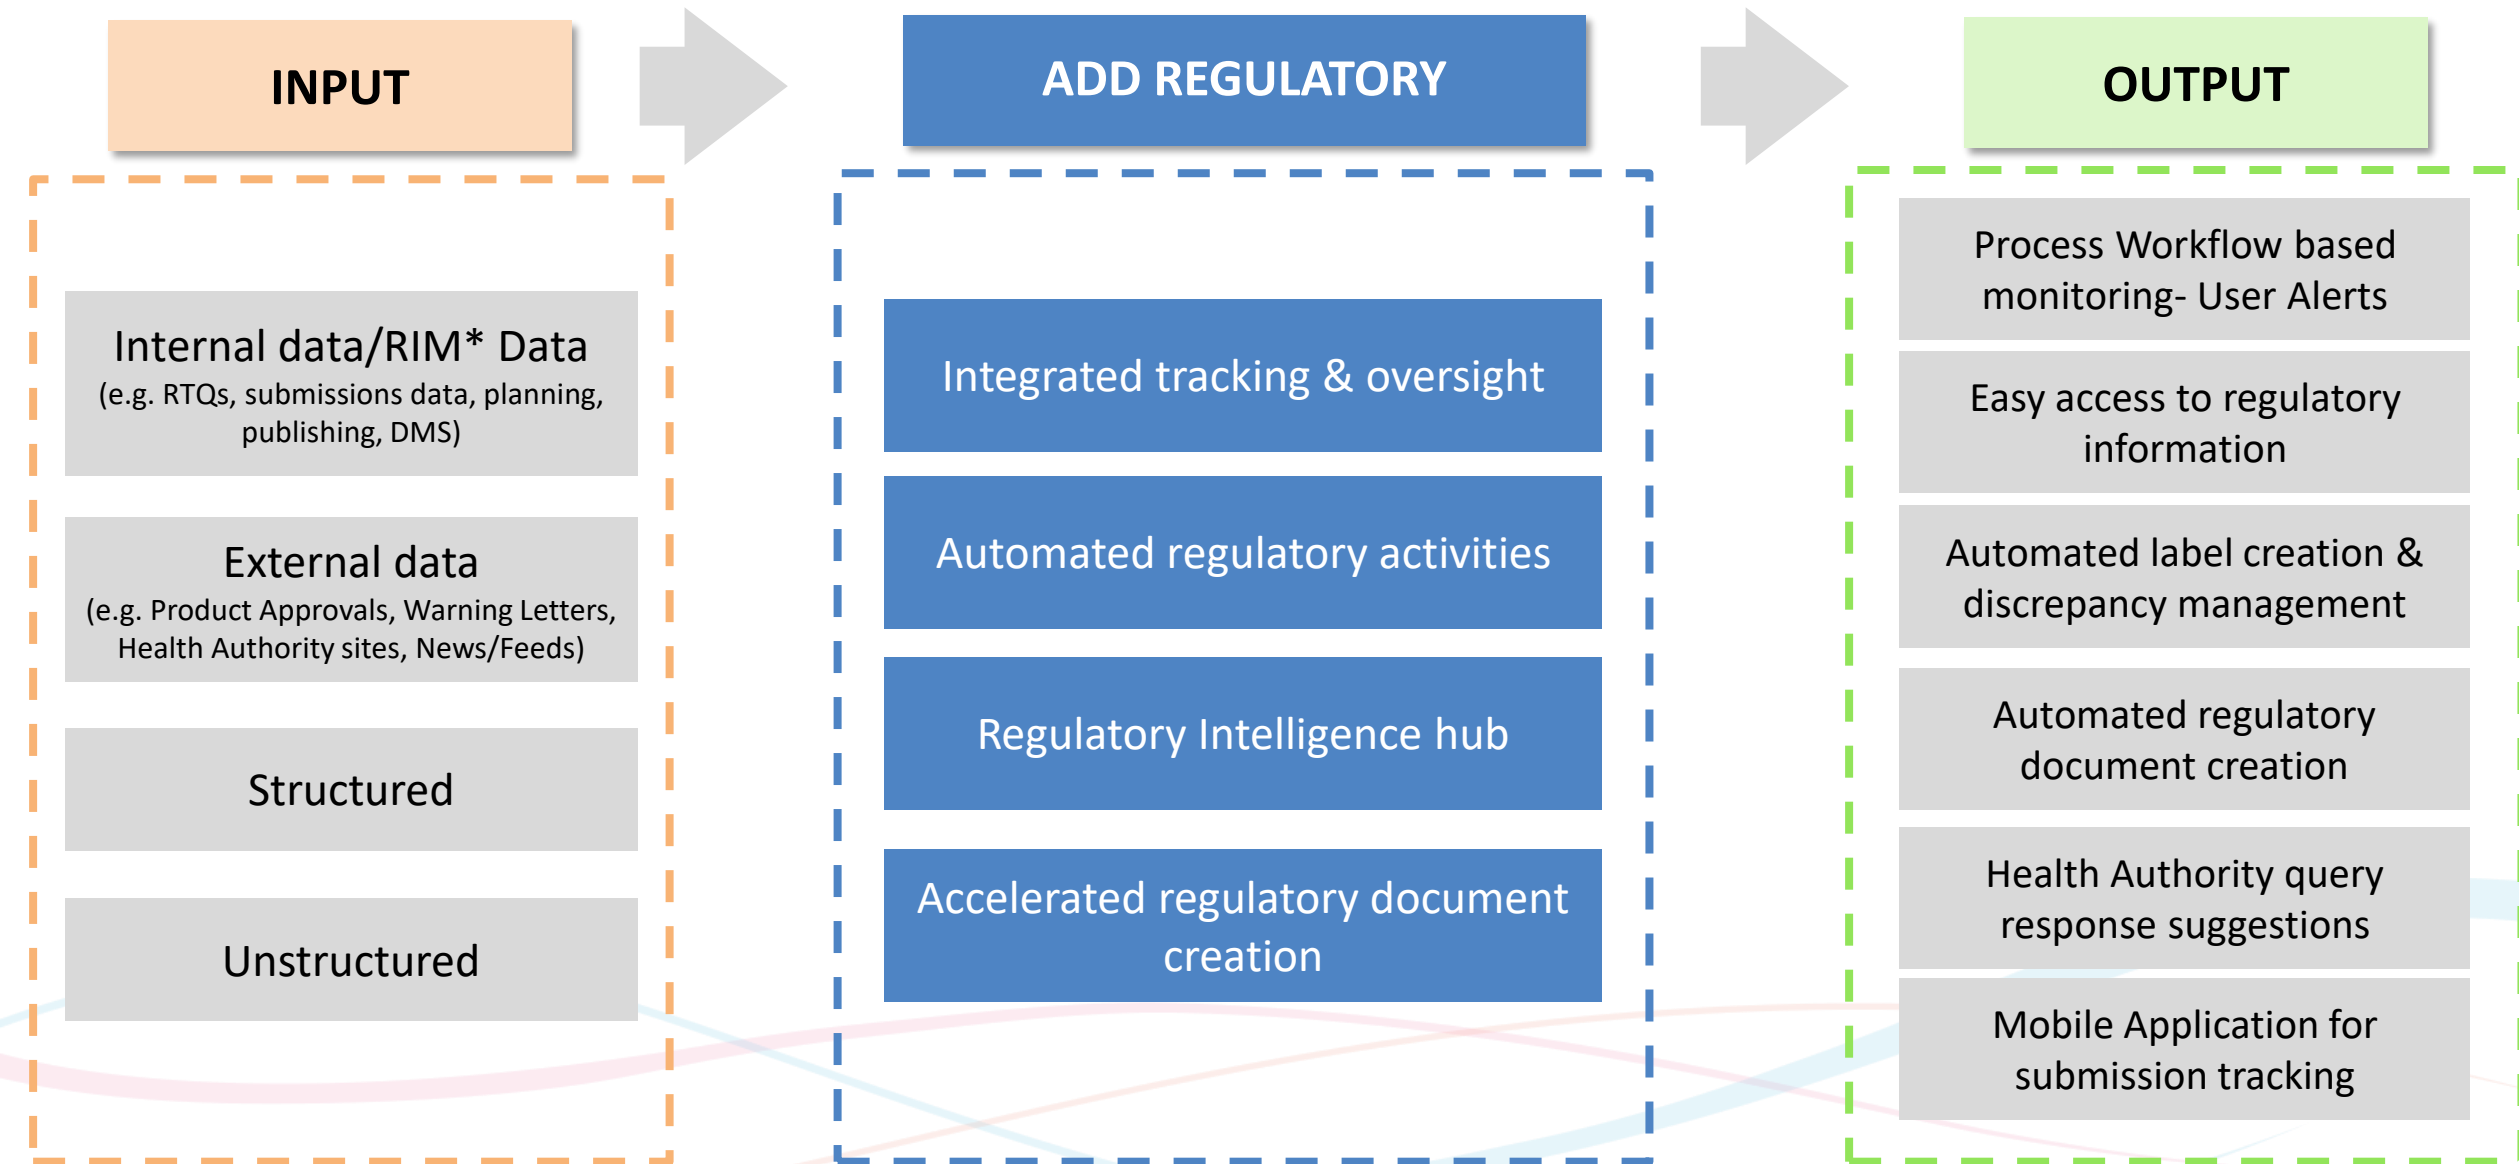 INPUT
ADD REGULATORY
OUTPUT
Internal data/RIM* Data
(e.g. RTQs, submissions data, planning,
publishing, DMS)
External data
(e.g. Product Approvals, Warning Letters,
Health Authority sites, News/Feeds)
Structured
Unstructured
Integrated tracking & oversight
Automated regulatory activities
Regulatory Intelligence hub
Accelerated regulatory document
creation
Process Workflow based
monitoring- User Alerts
Easy access to regulatory
information
Automated label creation &
discrepancy management
Automated regulatory
document creation
Health Authority query
response suggestions
Mobile Application for
submission tracking